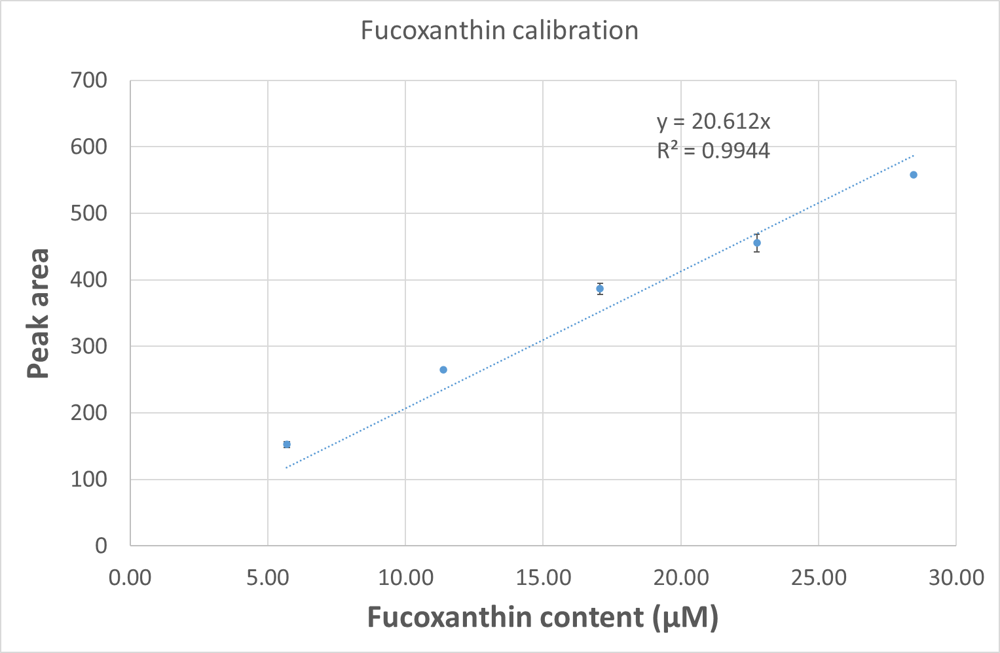 Fucoxanthin calibration
700
600
500
400
300
200
100
0
y = 20.612x
R² = 0.9944
Peak area
0.00 5.00 10.00 15.00 20.00 25.00 30.00
Fucoxanthin content (µM)